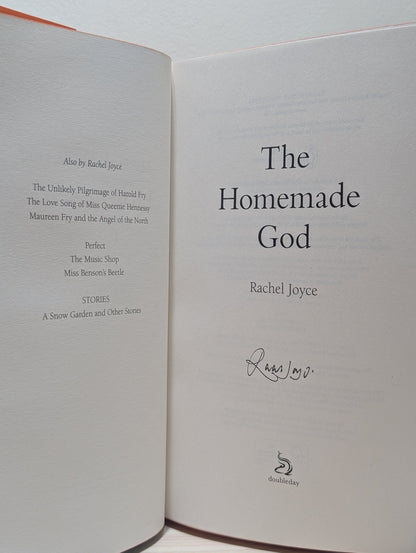 Also by Rachel Joyce
The Unlikely Pilgrimage of Harold Fry
The Love Song of Miss Queenie Hennessy
Maureen Fry and the Angel of the North
Perfect
The Music Shop
Miss Benson's Beetle
STORIES
A Snow Garden and Other Stories
The
Homemade
God
Rachel Joyce
doubleday